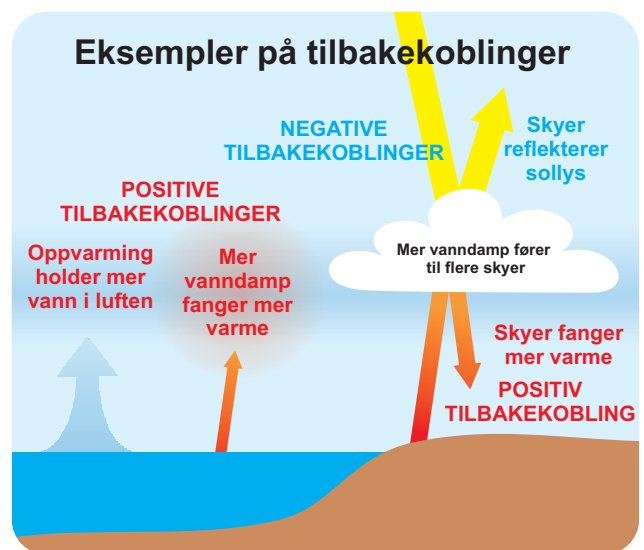 Eksempler på tilbakekoblinger
NEGATIVE
TILBAKEKOBLINGER
Skyer
reflekterer
sollys
POSITIVE
TILBAKEKOBLINGER
Oppvarming
holder mer
vann i luften
Mer
vanndamp
fanger mer
varme
Mer vanndamp fører
til flere skyer
Skyer fanger
mer varme
POSITIV
TILBAKEKOBLING